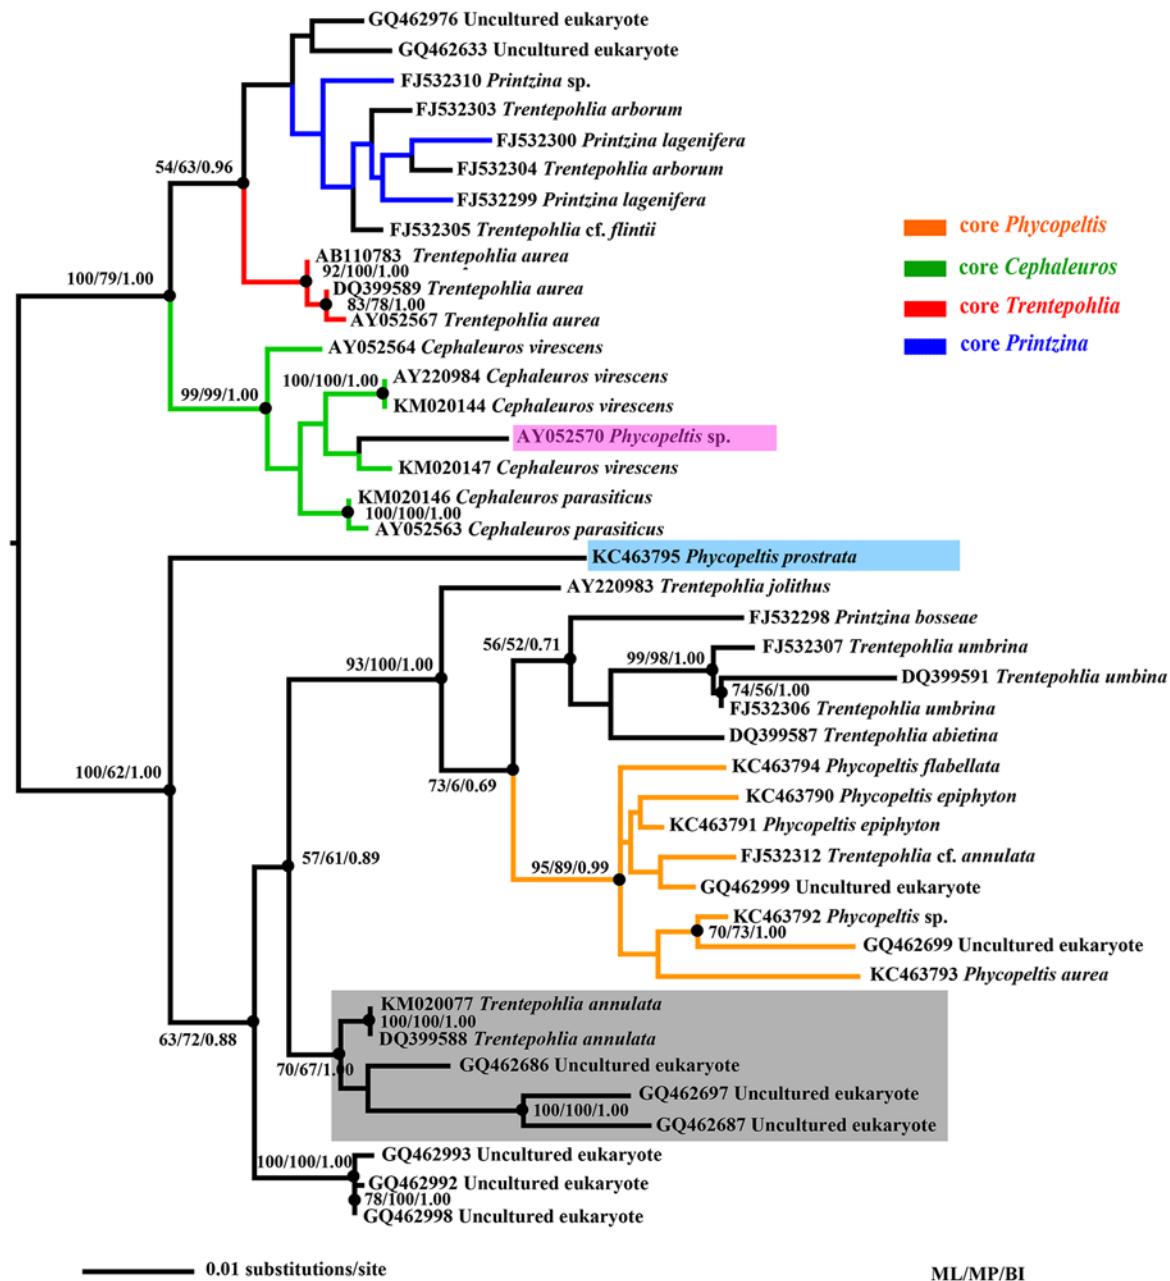 GQ462976 Uncultured eukaryote
GQ462633 Uncultured eukaryote
FJ532310 Printzina sp.
FJ532303 Trentepohlia arborum
FJ532300 Printzina lagenifera
54/63/0.96
FJ532304 Trentepohlia arborum
FJ532299 Printzina lagenifera
FJ532305 Trentepohlia cf. flintii
core Phycopeltis
core Cephaleuros
core Trentepohlia
core Printzina
AB110783 Trentepohlia aurea
92/100/1.00
100/79/1.00
DQ399589 Trentepohlia aurea
83/78/1.00
AY052567 Trentepohlia aurea
AY052564 Cephaleuros virescens
100/100/1.00
AY220984 Cephaleuros virescens
99/99/1.00
KM020144 Cephaleuros virescens
AY052570 Phycopeltis sp.
KM020147 Cephaleuros virescens
KM020146 Cephaleuros parasiticus
100/100/1.00
AY052563 Cephaleuros parasiticus
KC463795 Phycopeltis prostrata
AY220983 Trentepohlia jolithus
FJ532298 Printzina bosseae
56/52/0.71
FJ532307 Trentepohlia umbrina
99/98/1.00
93/100/1.00
DQ399591 Trentepohlia umbina
74/56/1.00
FJ532306 Trentepohlia umbrina
DQ399587 Trentepohlia abietina
100/62/1.00
73/6/0.69
KC463794 Phycopeltis flabellata
KC463790 Phycopeltis epiphyton
KC463791 Phycopeltis epiphyton
57/61/0.89
FJ532312 Trentepohlia cf. annulata
95/89/0.99
GQ462999 Uncultured eukaryote
KC463792 Phycopeltis sp.
70/73/1.00
GQ462699 Uncultured eukaryote
KC463793 Phycopeltis aurea
KM020077 Trentepohlia annulata
100/100/1.00
DQ399588 Trentepohlia annulata
63/72/0.88
70/67/1.00
GQ462686 Uncultured eukaryote
GQ462697 Uncultured eukaryote
100/100/1.00
GQ462687 Uncultured eukaryote
GQ462993 Uncultured eukaryote
100/100/1.00
GQ462992 Uncultured eukaryote
78/100/1.00
GQ462998 Uncultured eukaryote
0.01 substitutions/site
ML/MP/BI